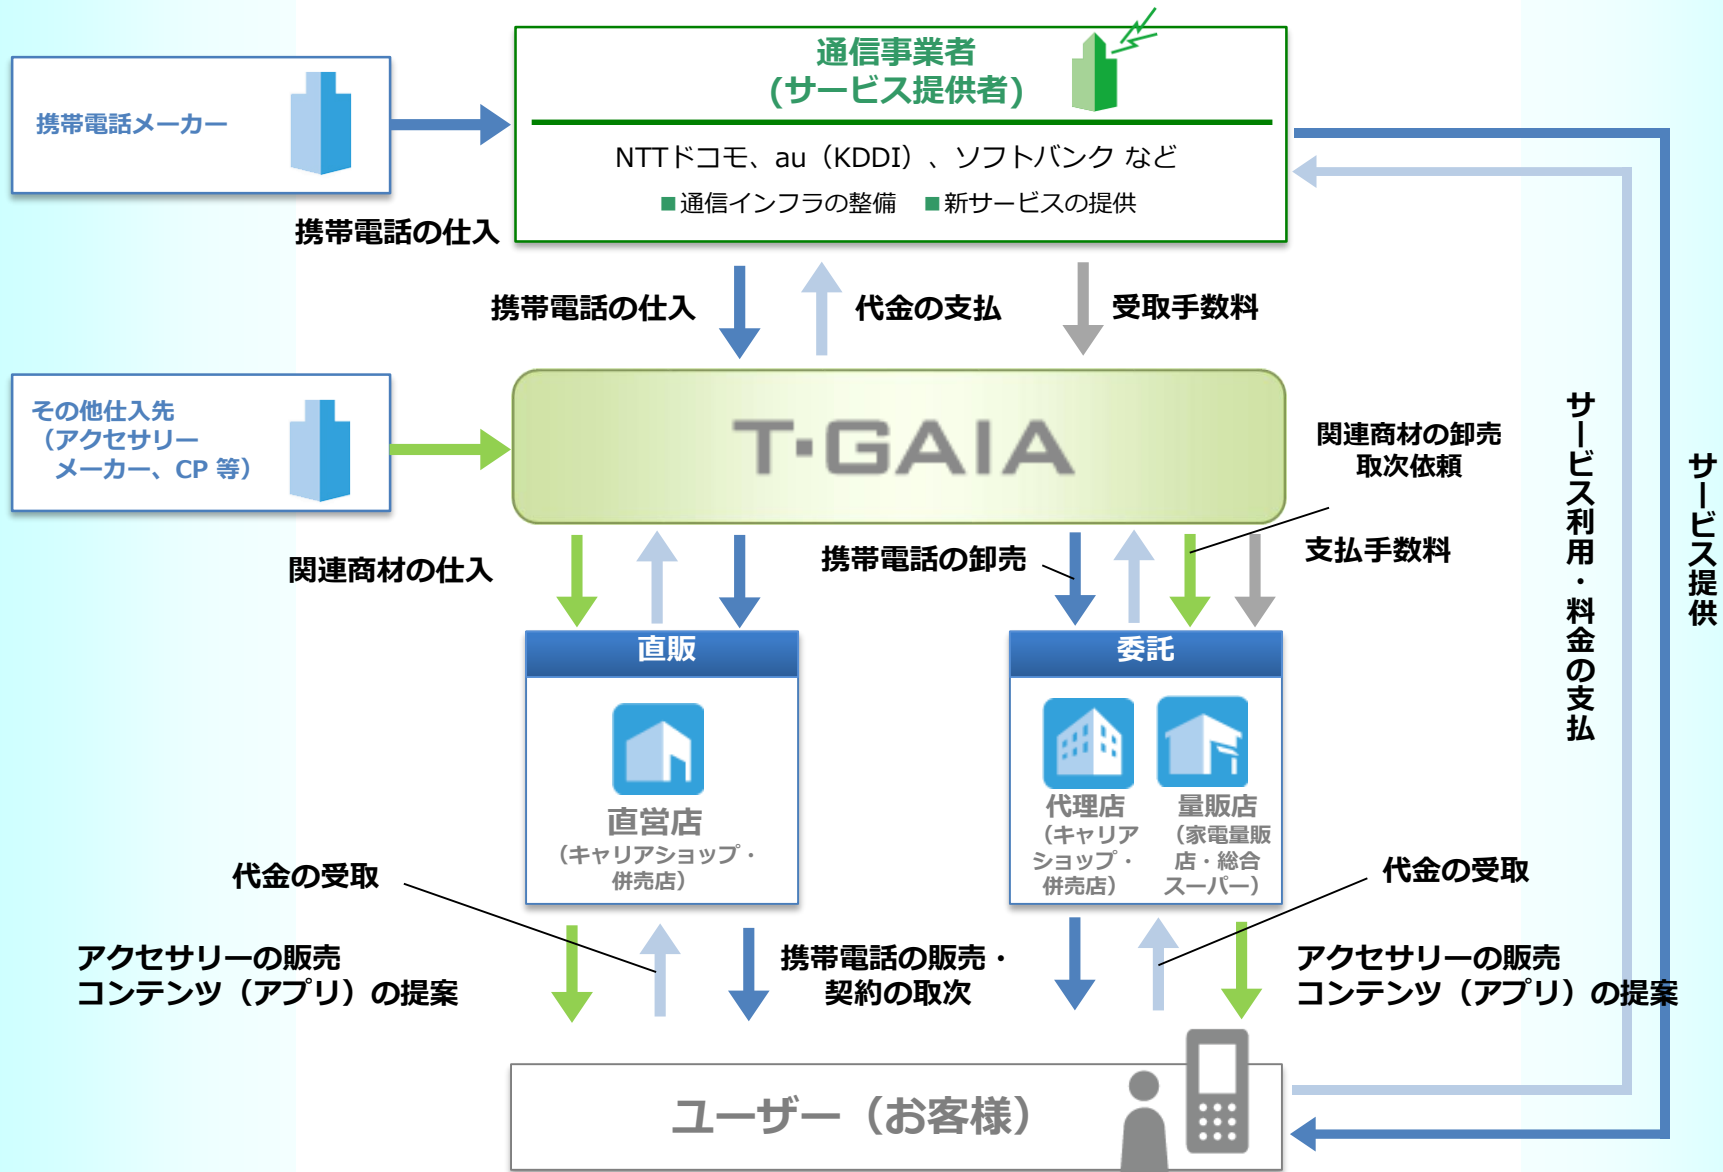 通信事業者
(サービス提供者)
携帯電話メーカー
NTTドコモ、au（KDDI）、ソフトバンク など
■通信インフラの整備 ■新サービスの提供
携帯電話の仕入
携帯電話の仕入
代金の支払
受取手数料
その他仕入先
（アクセサリー
メーカー、CP 等）
T・GAIA
関連商材の卸売
取次依頼
サービス利用・料金の支払
サービス提供
関連商材の仕入
携帯電話の卸売
支払手数料
直販
委託
直営店
（キャリアショップ・
併売店）
代理店
（キャリア
ショップ・
併売店）
量販店
（家電量販
店・総合
スーパー）
代金の受取
代金の受取
アクセサリーの販売
コンテンツ（アプリ）の提案
携帯電話の販売・
契約の取次
アクセサリーの販売
コンテンツ（アプリ）の提案
ユーザー（お客様）